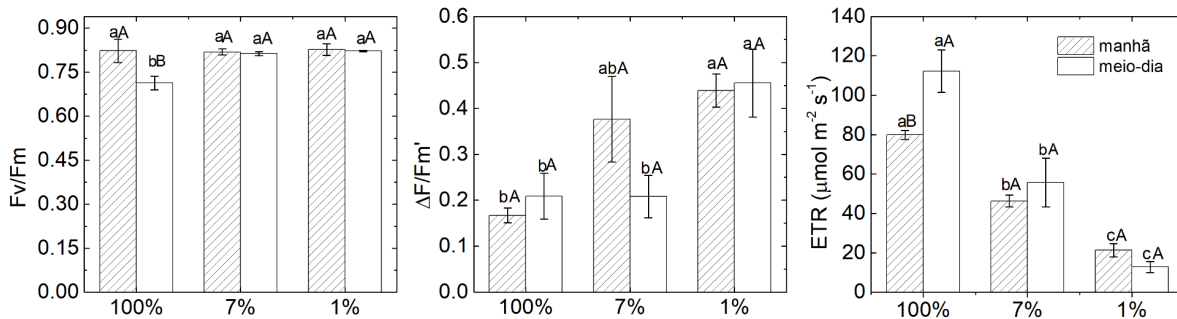 Fv/Fm
0.90
0.75
0.60
0.45
0.30
0.15
0.00
aA
bB
aA
aA
aA
aA
100%
7%
1%
ΔF/Fm'
0.6
0.5
0.4
0.3
0.2
0.1
0.0
bA
bA
abA
bA
aA
aA
100%
7%
1%
ETR (μmol m-2 s-1)
140
120
100
80
60
40
20
0
manhã
meio-dia
aB
aA
bA
bA
cA
cA
100%
7%
1%